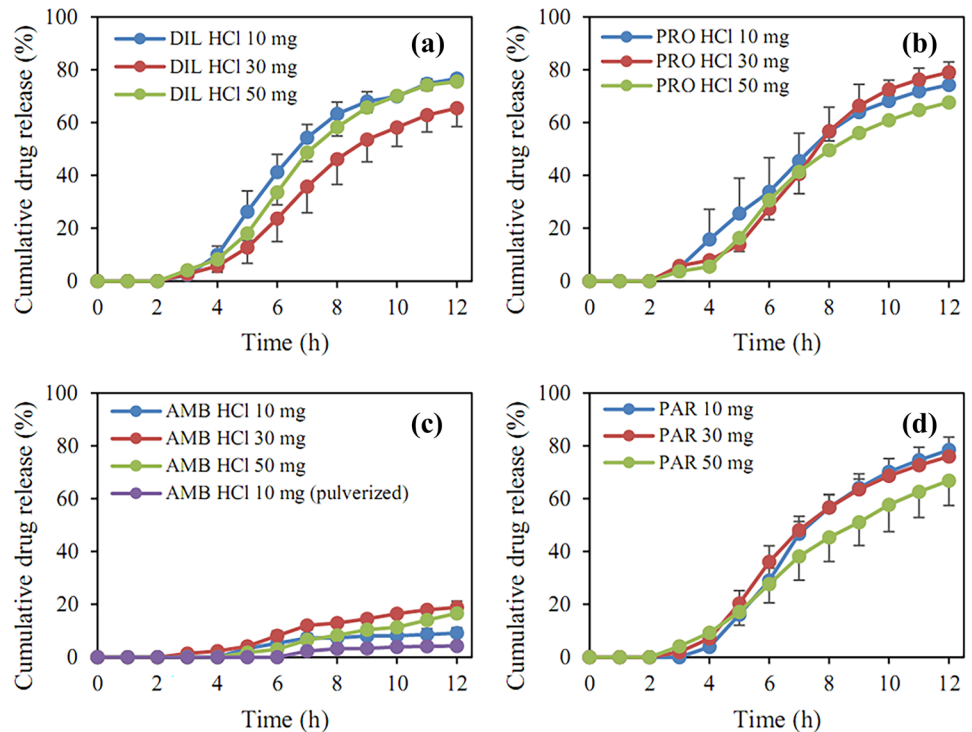 Cumulative drug release (%)
100
80
60
40
20
0
DIL HCl 10 mg
DIL HCl 30 mg
DIL HCl 50 mg
(a)
0 2 4 6 8 10 12
Time (h)
Cumulative drug release (%)
100
80
60
40
20
0
PRO HCl 10 mg
PRO HCl 30 mg
PRO HCl 50 mg
(b)
0 2 4 6 8 10 12
Time (h)
Cumulative drug release (%)
100
80
60
40
20
0
AMB HCl 10 mg
AMB HCl 30 mg
AMB HCl 50 mg
AMB HCl 10 mg (pulverized)
(c)
0 2 4 6 8 10 12
Time (h)
Cumulative drug release (%)
100
80
60
40
20
0
PAR 10 mg
PAR 30 mg
PAR 50 mg
(d)
0 2 4 6 8 10 12
Time (h)